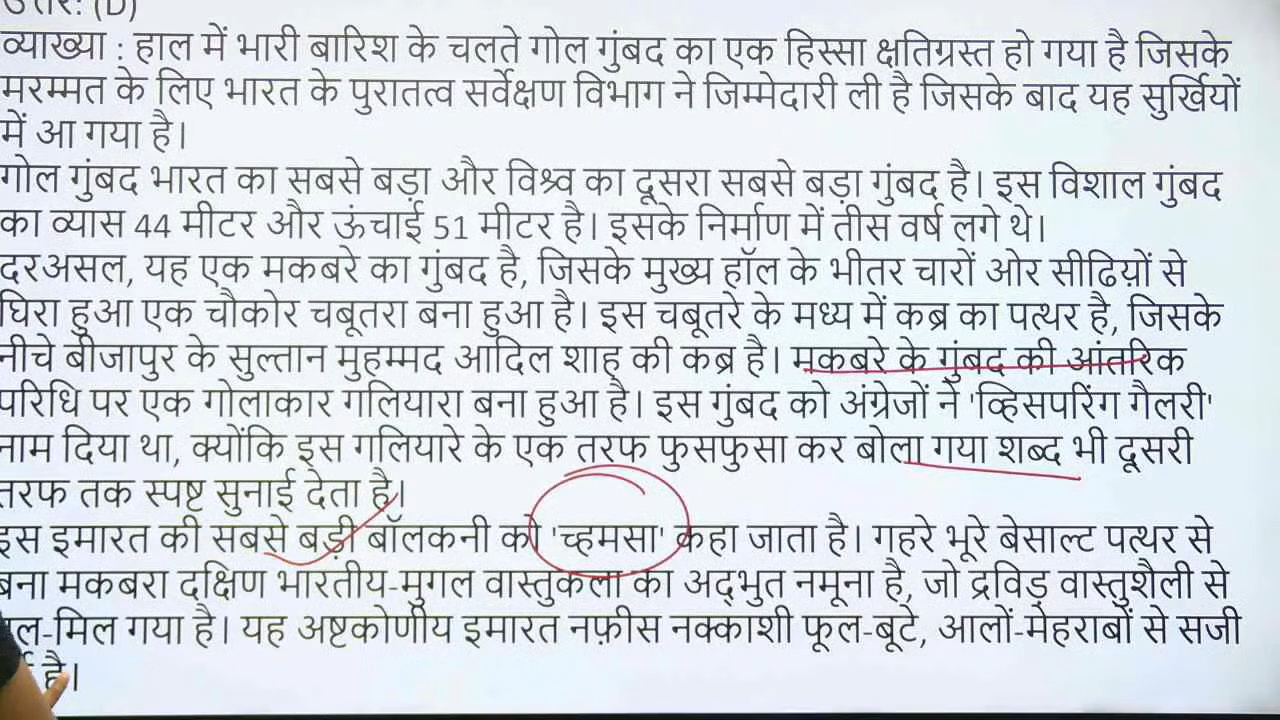 उत्तर: (D)
व्याख्या : हाल में भारी बारिश के चलते गोल गुंबद का एक हिस्सा क्षतिग्रस्त हो गया है जिसके
मरम्मत के लिए भारत के पुरातत्व सर्वेक्षण विभाग ने जिम्मेदारी ली है जिसके बाद यह सुर्खियों
में आ गया है।
गोल गुंबद भारत का सबसे बड़ा और विश्व का दूसरा सबसे बड़ा गुंबद है। इस विशाल गुंबद
का व्यास 44 मीटर और ऊंचाई 51 मीटर है। इसके निर्माण में तीस वर्ष लगे थे।
दरअसल, यह एक मकबरे का गुंबद है, जिसके मुख्य हॉल के भीतर चारों ओर सीढिय़ों से
घिरा हुआ एक चौकोर चबूतरा बना हुआ है। इस चबूतरे के मध्य में कब्र का पत्थर है, जिसके
नीचे बीजापुर के सुल्तान मुहम्मद आदिल शाह की कब्र है। मकबरे के गुंबद की आंतरिक
परिधि पर एक गोलाकार गलियारा बना हुआ है। इस गुंबद को अंग्रेजों ने 'व्हिसपरिंग गैलरी'
नाम दिया था, क्योंकि इस गलियारे के एक तरफ फुसफुसा कर बोला गया शब्द भी दूसरी
तरफ तक स्पष्ट सुनाई देता है।
इस इमारत की सबसे बड़ी बॉलकनी को 'च्हमसा' कहा जाता है। गहरे भूरे बेसाल्ट पत्थर से
बना मकबरा दक्षिण भारतीय-मुगल वास्तुकला का अद्भुत नमूना है, जो द्रविड़ वास्तुशैली से
-मिल गया है। यह अष्टकोणीय इमारत नफ़ीस नक्काशी फूल-बूटे, आलों-मेहराबों से सजी
है।